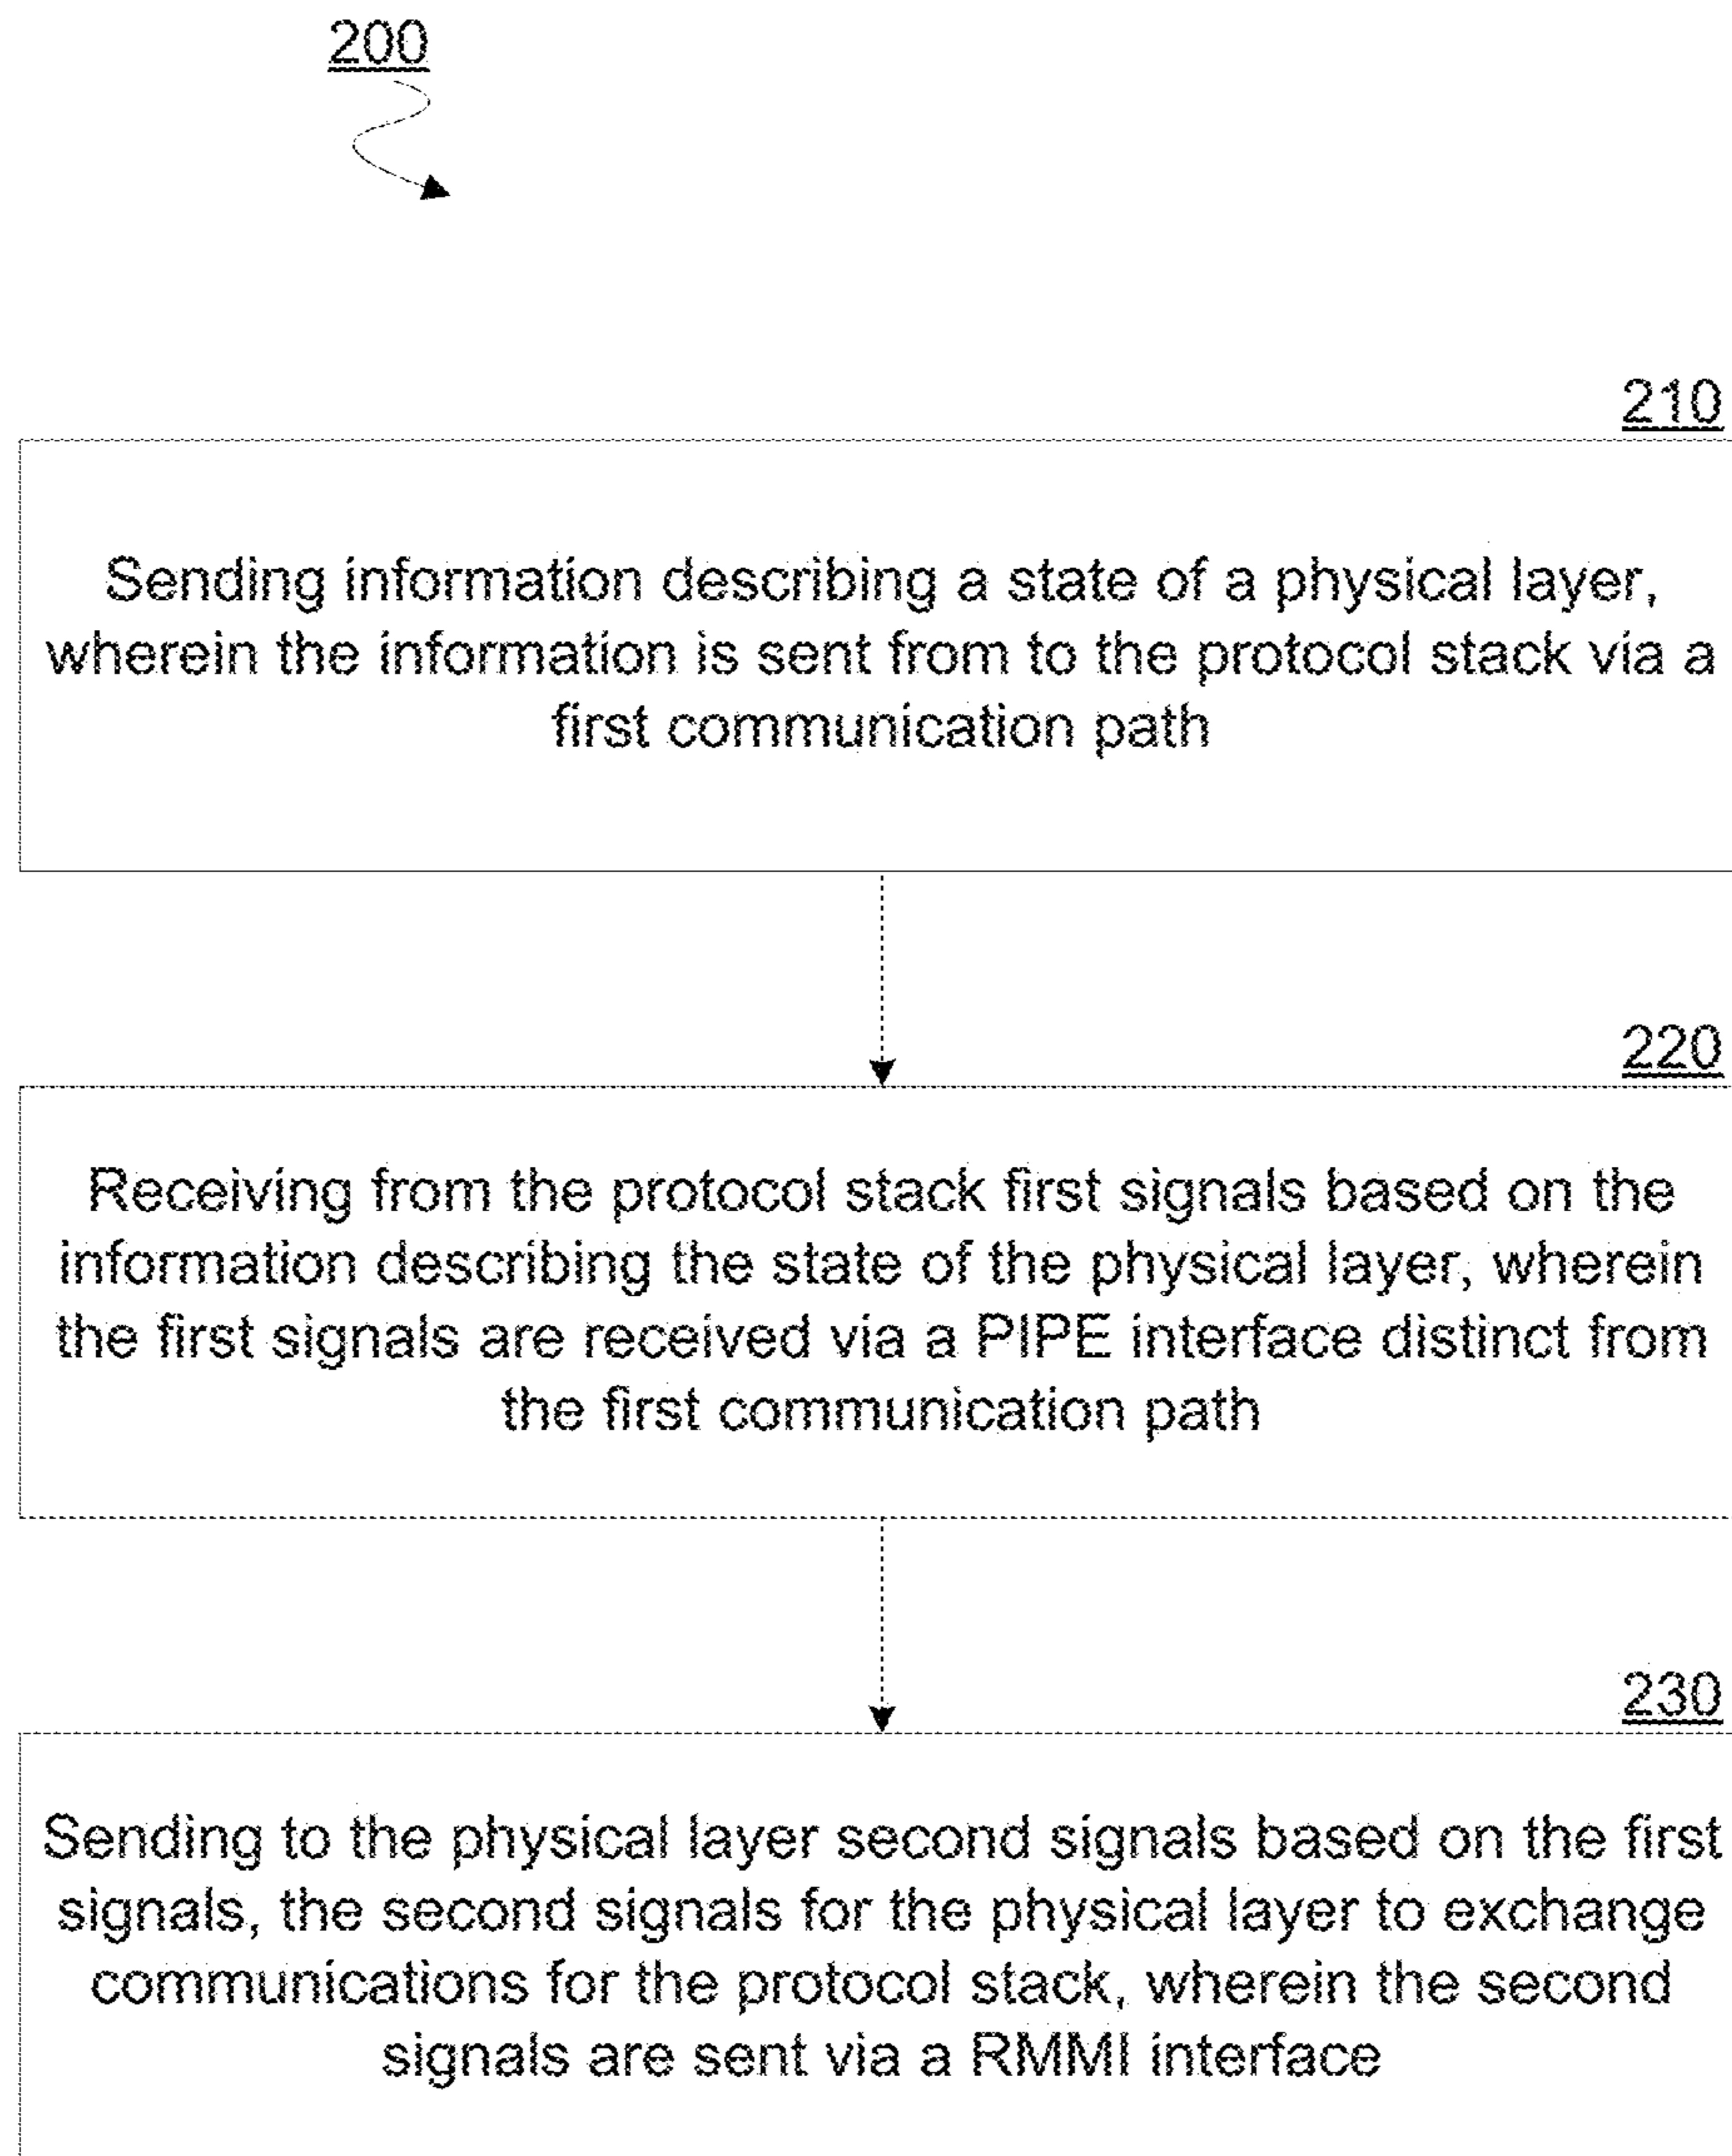 200
210
Sending information describing a state of a physical layer,
wherein the information is sent from to the protocol stack via a
first communication path
220
Receiving from the protocol stack first signals based on the
information describing the state of the physical layer, wherein
the first signals are received via a PIPE interface distinct from
the first communication path
230
Sending to the physical layer second signals based on the first
signals, the second signals for the physical layer to exchange
communications for the protocol stack, wherein the second
signals are sent via a RMMI interface